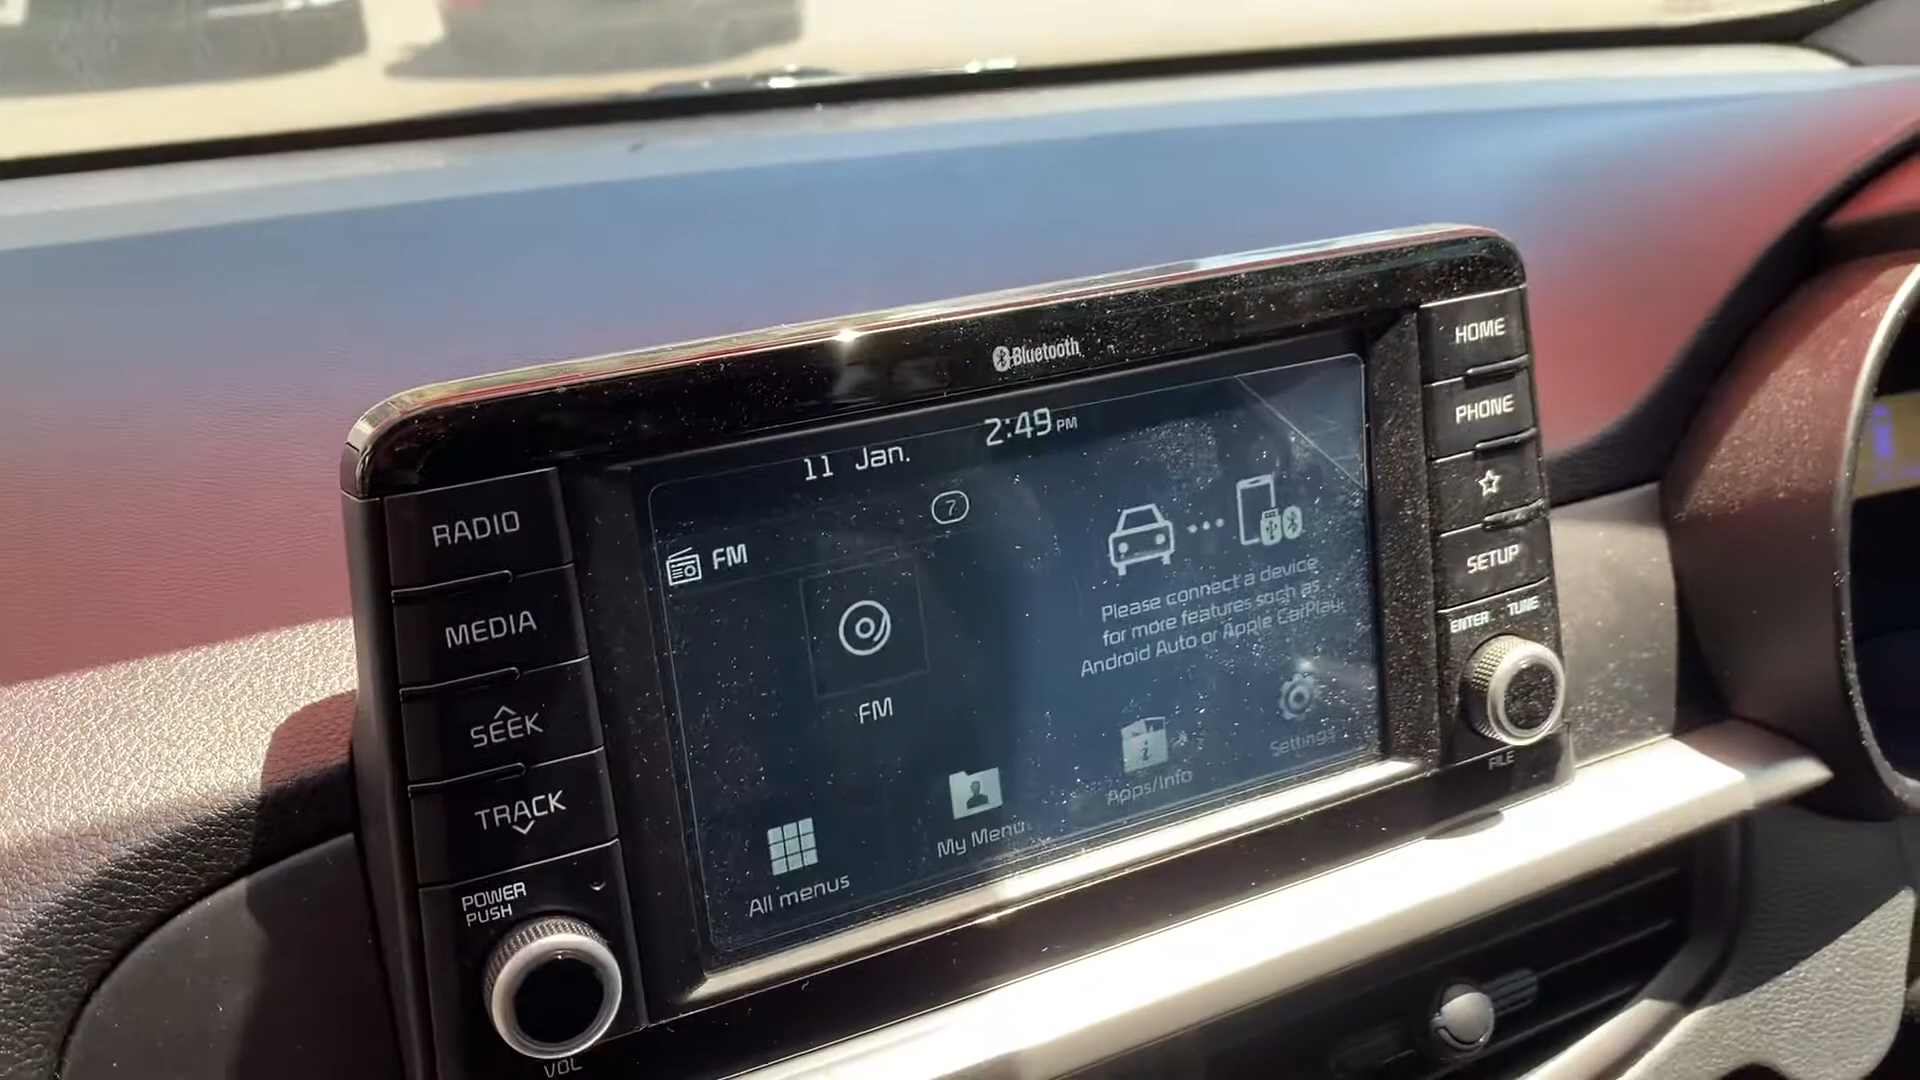 Bluetooth
11 Jan.
2:49 PM
7
FM
FM
Please connect a device
for more features such as
Android Auto or Apple CarPlay.
All menus
My Menu
Apps/Info
Settings
RADIO
MEDIA
SEEK
TRACK
POWER
PUSH
VOL
HOME
PHONE
SETUP
ENTER
TUNE
FILE